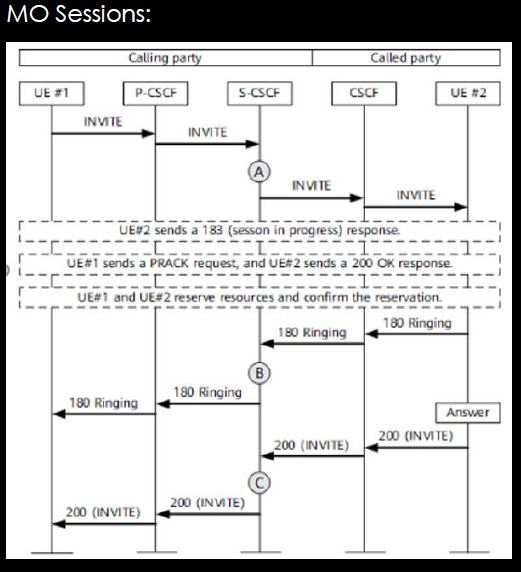 MO Sessions:
Calling party Called party
UE #1 P-CSCF S-CSCF CSCF UE #2
INVITE
INVITE
A
INVITE
INVITE
UE#2 sends a 183 (sesson in progress) response.
UE#1 sends a PRACK request, and UE#2 sends a 200 OK response.
UE#1 and UE#2 reserve resources and confirm the reservation.
180 Ringing
180 Ringing
B
180 Ringing
180 Ringing
Answer
200 (INVITE)
200 (INVITE)
C
200 (INVITE)
200 (INVITE)